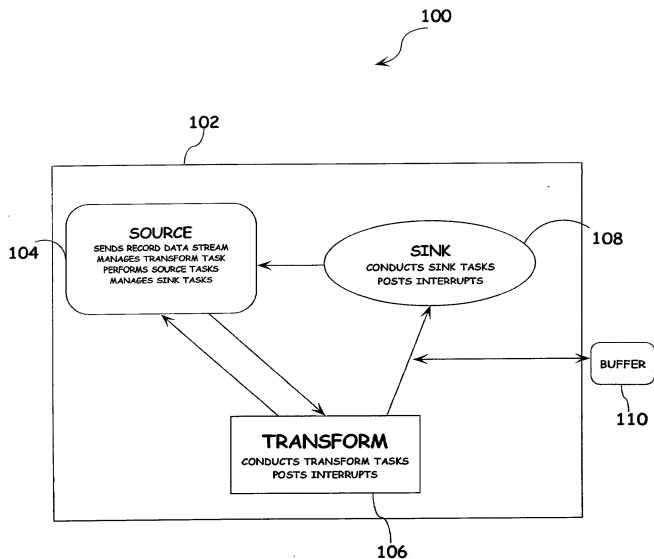 100
102
SOURCE
SENDS RECORD DATA STREAM
MANAGES TRANSFORM TASK
PERFORMS SOURCE TASKS
MANAGES SINK TASKS
104
SINK
CONDUCTS SINK TASKS
POSTS INTERRUPTS
108
BUFFER
110
TRANSFORM
CONDUCTS TRANSFORM TASKS
POSTS INTERRUPTS
106